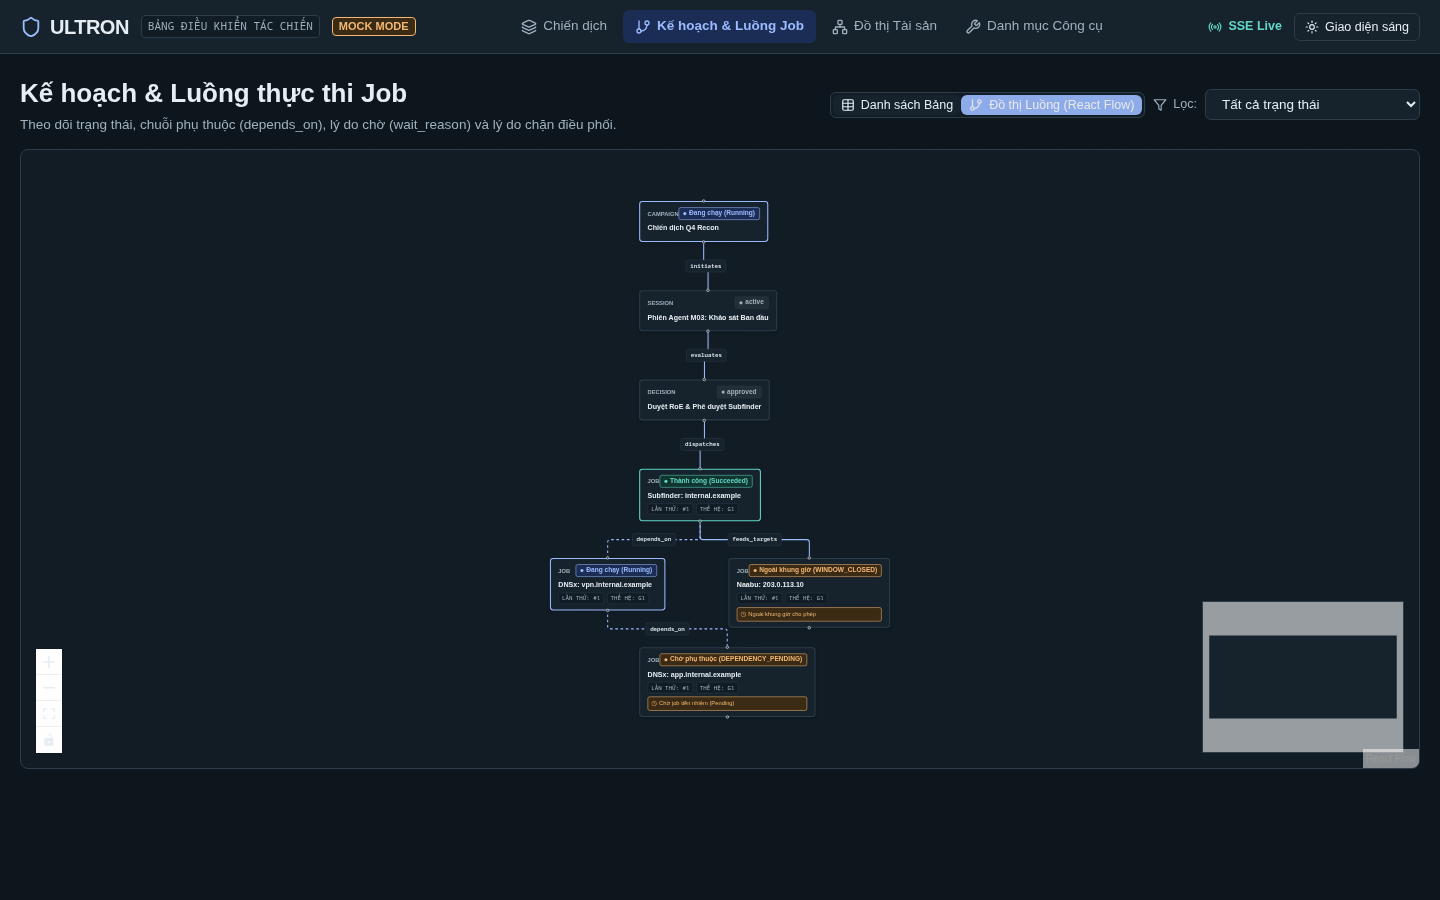 ULTRON
BẢNG ĐIỀU KHIỂN TÁC CHIẾN
MOCK MODE
Chiến dịch
Kế hoạch & Luồng Job
Đồ thị Tài sản
Danh mục Công cụ
SSE Live
Giao diện sáng
Kế hoạch & Luồng thực thi Job
Theo dõi trạng thái, chuỗi phụ thuộc (depends_on), lý do chờ (wait_reason) và lý do chặn điều phối.
Danh sách Bảng
Đồ thị Luồng (React Flow)
Lọc:
Tất cả trạng thái
CAMPAIGN
Đang chạy (Running)
Chiến dịch Q4 Recon
initiates
SESSION
active
Phiên Agent M03: Khảo sát Ban đầu
evaluates
DECISION
approved
Duyệt RoE & Phê duyệt Subfinder
dispatches
JOB
Thành công (Succeeded)
Subfinder: internal.example
LẦN THỬ: #1
THẾ HỆ: G1
depends_on
feeds_targets
JOB
Đang chạy (Running)
DNSx: vpn.internal.example
LẦN THỬ: #1
THẾ HỆ: G1
JOB
Ngoài khung giờ (WINDOW_CLOSED)
Naabu: 203.0.113.10
LẦN THỬ: #1
THẾ HỆ: G1
Ngoài khung giờ cho phép
depends_on
JOB
Chờ phụ thuộc (DEPENDENCY_PENDING)
DNSx: app.internal.example
LẦN THỬ: #1
THẾ HỆ: G1
Chờ job tiền nhiệm (Pending)